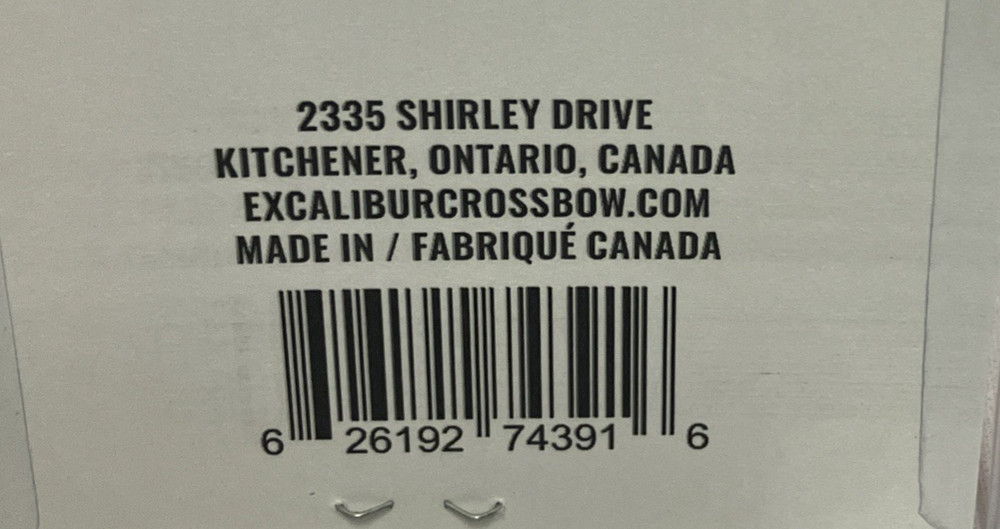 2335 SHIRLEY DRIVE
KITCHENER, ONTARIO, CANADA
EXCALIBURCROSSBOW.COM
MADE IN / FABRIQUÉ CANADA
6 26192 74391 6